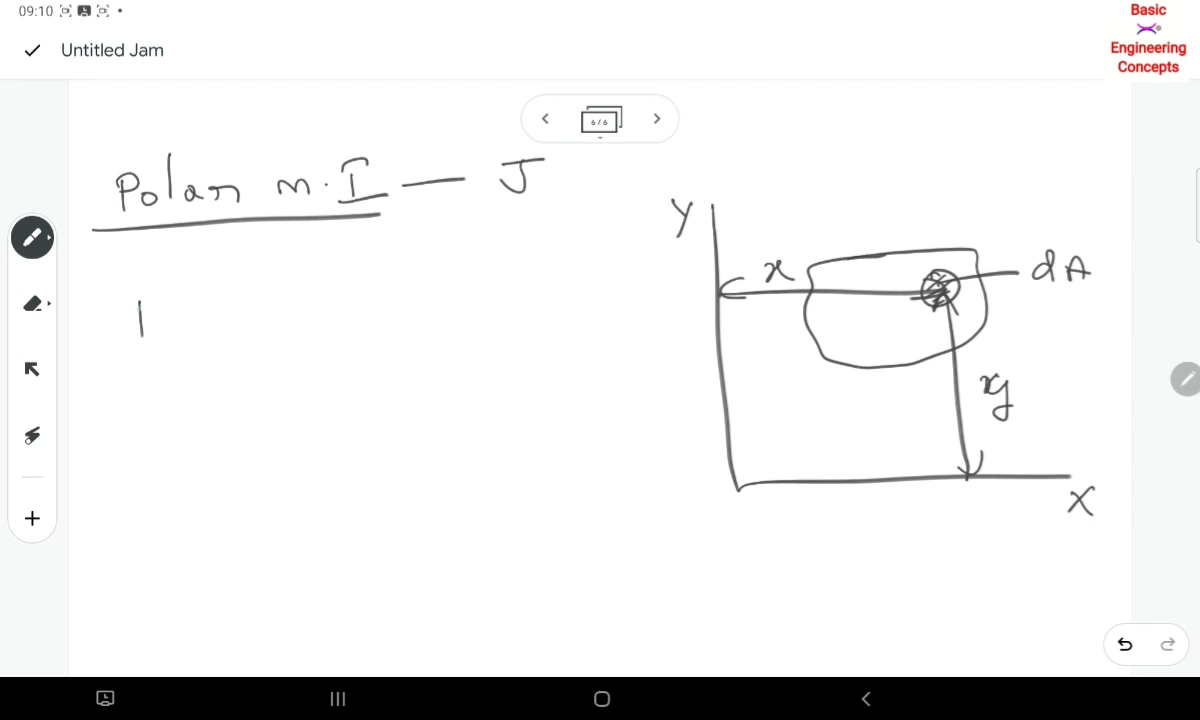 09:10
Untitled Jam
Basic
Engineering
Concepts
6 / 6
Polar m.I — J
Y
x
dA
y
X